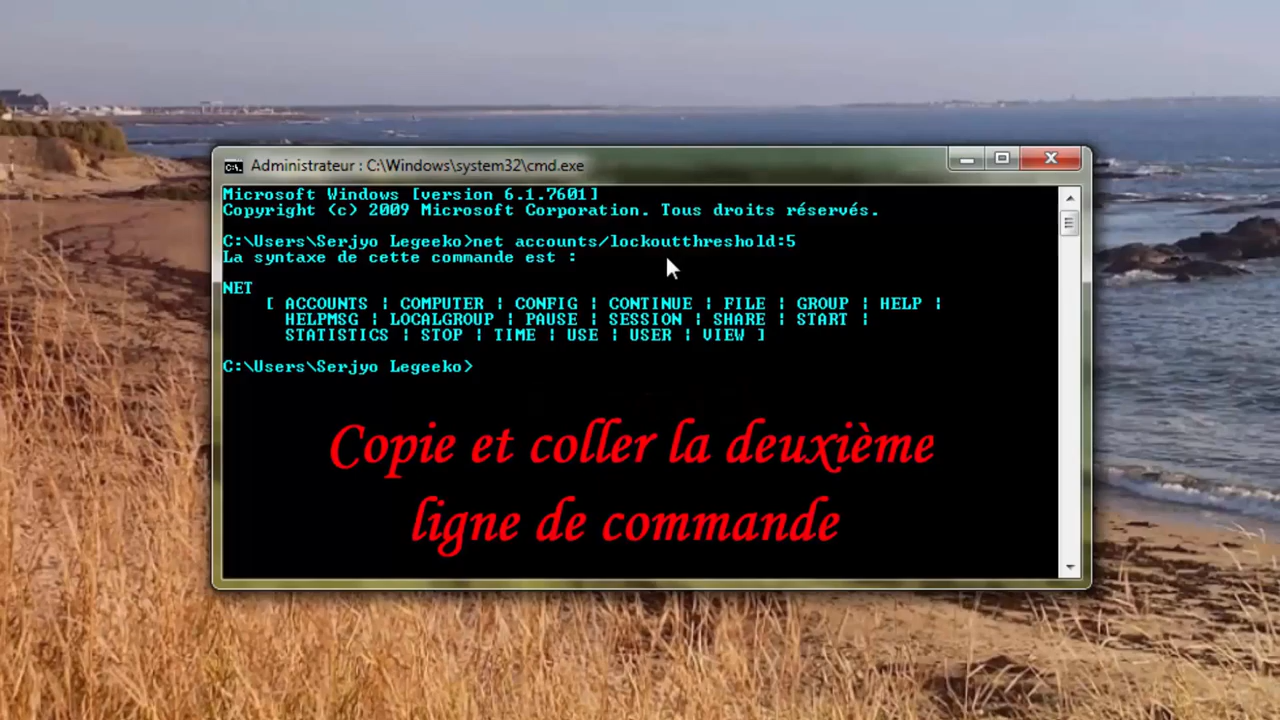 Administrateur : C:\Windows\system32\cmd.exe
Microsoft Windows [version 6.1.7601]
Copyright (c) 2009 Microsoft Corporation. Tous droits réservés.
C:\Users\Serjyo Legeeko>net accounts/lockoutthreshold:5
La syntaxe de cette commande est :
NET
[ ACCOUNTS | COMPUTER | CONFIG | CONTINUE | FILE | GROUP | HELP |
HELPMSG | LOCALGROUP | PAUSE | SESSION | SHARE | START |
STATISTICS | STOP | TIME | USE | USER | VIEW ]
C:\Users\Serjyo Legeeko>
Copie et coller la deuxième
ligne de commande